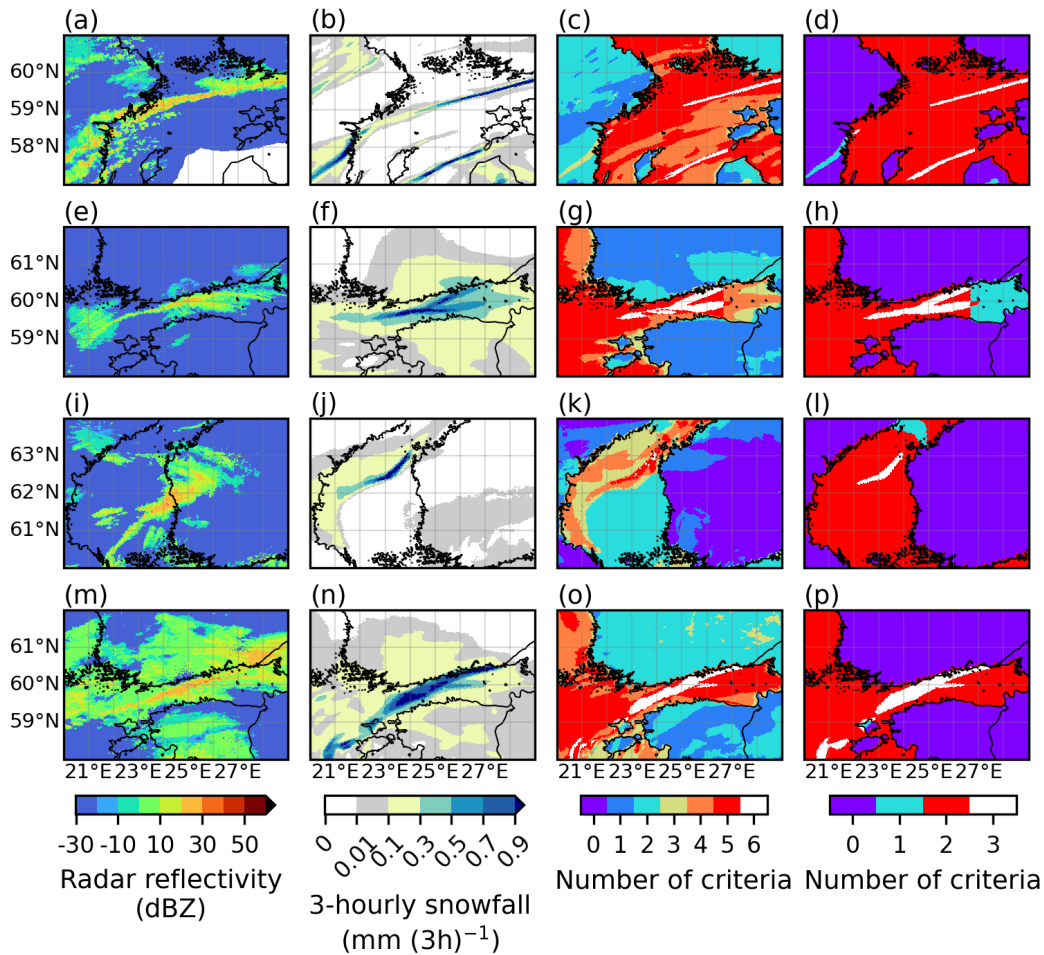 (a) (b) (c) (d)
60°N
59°N
58°N
(e) (f) (g) (h)
61°N
60°N
59°N
(i) (j) (k) (l)
63°N
62°N
61°N
(m) (n) (o) (p)
61°N
60°N
59°N
21°E 23°E 25°E 27°E 21°E 23°E 25°E 27°E 21°E 23°E 25°E 27°E 21°E 23°E 25°E 27°E
-30 -10 10 30 50
0 0.01 0.1 0.3 0.5 0.7 0.9
0 1 2 3 4 5 6
0 1 2 3
Radar reflectivity
(dBZ)
3-hourly snowfall
(mm (3h)⁻¹)
Number of criteria
Number of criteria